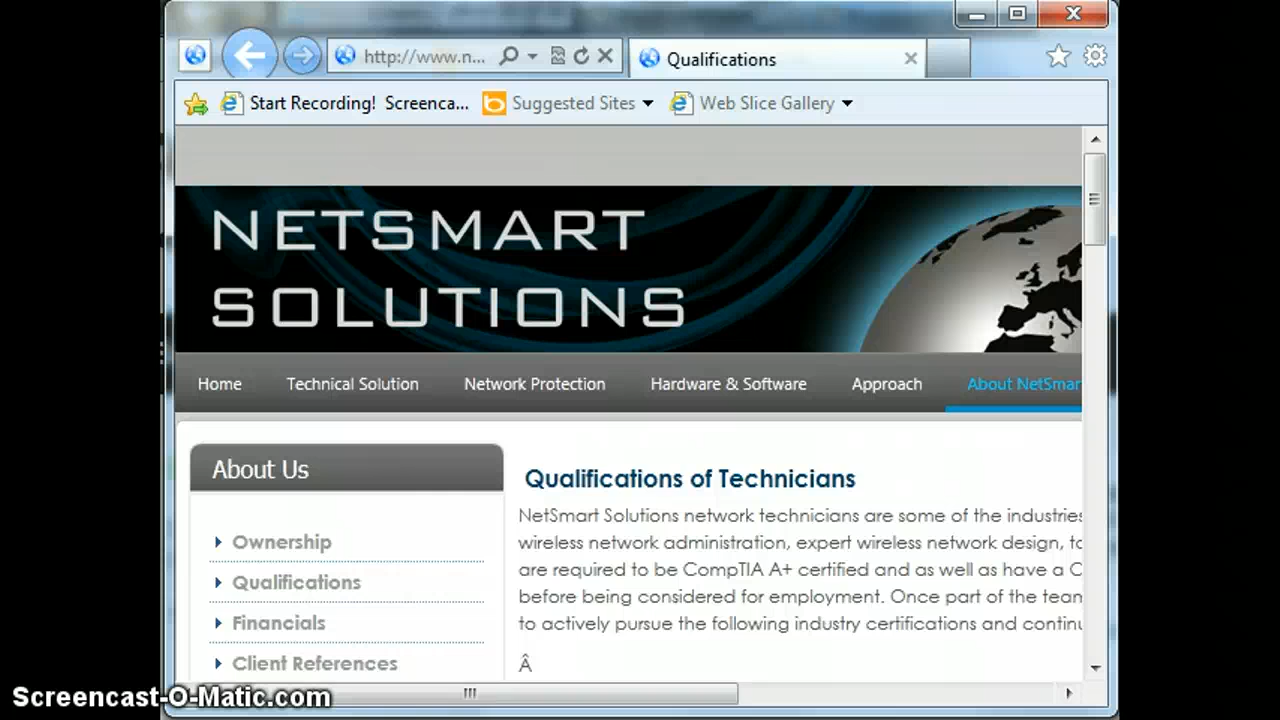 http://www.n...
Qualifications
Start Recording! Screenca...
Suggested Sites
Web Slice Gallery
NETSMART
SOLUTIONS
Home
Technical Solution
Network Protection
Hardware & Software
Approach
About NetSmar
About Us
Ownership
Qualifications
Financials
Client References
Qualifications of Technicians
NetSmart Solutions network technicians are some of the industries
wireless network administration, expert wireless network design, to
are required to be CompTIA A+ certified and as well as have a C
before being considered for employment. Once part of the team
to actively pursue the following industry certifications and continu
Â
Screencast-O-Matic.com